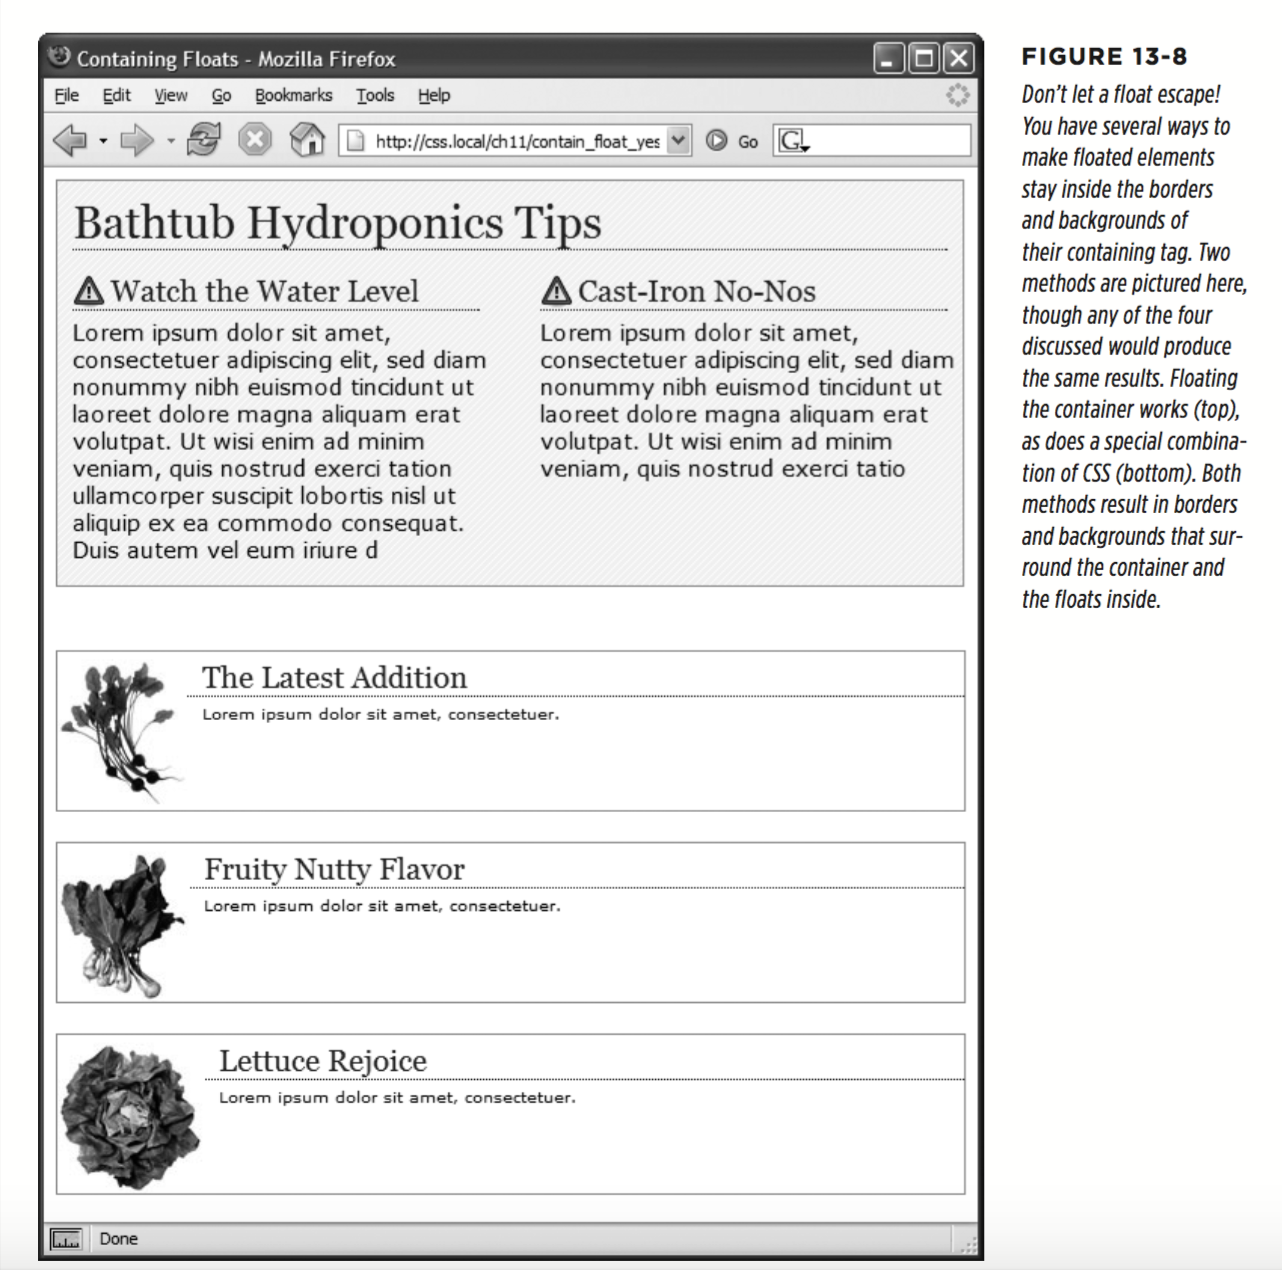 Containing Floats - Mozilla Firefox
File Edit View Go Bookmarks Tools Help
http://css.local/ch11/contain_float_yes Go G
Bathtub Hydroponics Tips
Watch the Water Level
Lorem ipsum dolor sit amet,
consectetuer adipiscing elit, sed diam
nonummy nibh euismod tincidunt ut
laoreet dolore magna aliquam erat
volutpat. Ut wisi enim ad minim
veniam, quis nostrud exerci tation
ullamcorper suscipit lobortis nisl ut
aliquip ex ea commodo consequat.
Duis autem vel eum iriure d
Cast-Iron No-Nos
Lorem ipsum dolor sit amet,
consectetuer adipiscing elit, sed diam
nonummy nibh euismod tincidunt ut
laoreet dolore magna aliquam erat
volutpat. Ut wisi enim ad minim
veniam, quis nostrud exerci tatio
The Latest Addition
Lorem ipsum dolor sit amet, consectetuer.
Fruity Nutty Flavor
Lorem ipsum dolor sit amet, consectetuer.
Lettuce Rejoice
Lorem ipsum dolor sit amet, consectetuer.
Done
FIGURE 13-8
Don’t let a float escape!
You have several ways to
make floated elements
stay inside the borders
and backgrounds of
their containing tag. Two
methods are pictured here,
though any of the four
discussed would produce
the same results. Floating
the container works (top),
as does a special combina-
tion of CSS (bottom). Both
methods result in borders
and backgrounds that sur-
round the container and
the floats inside.